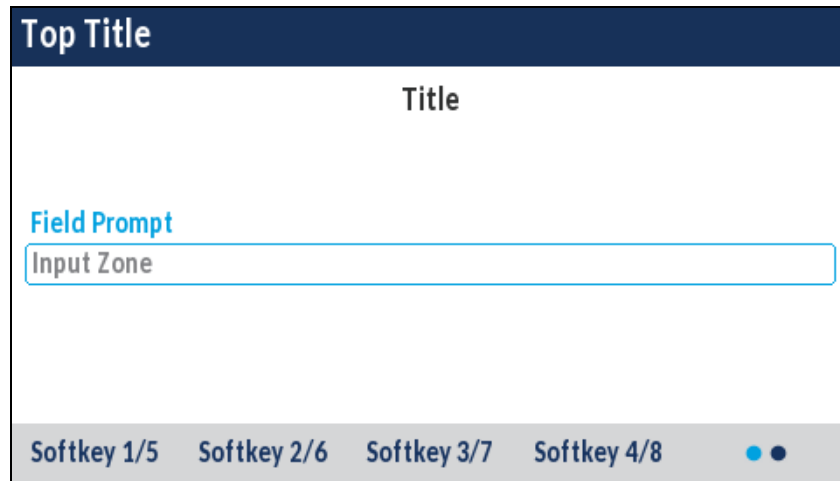 Top Title
Title
Field Prompt
Input Zone
Softkey 1/5 Softkey 2/6 Softkey 3/7 Softkey 4/8